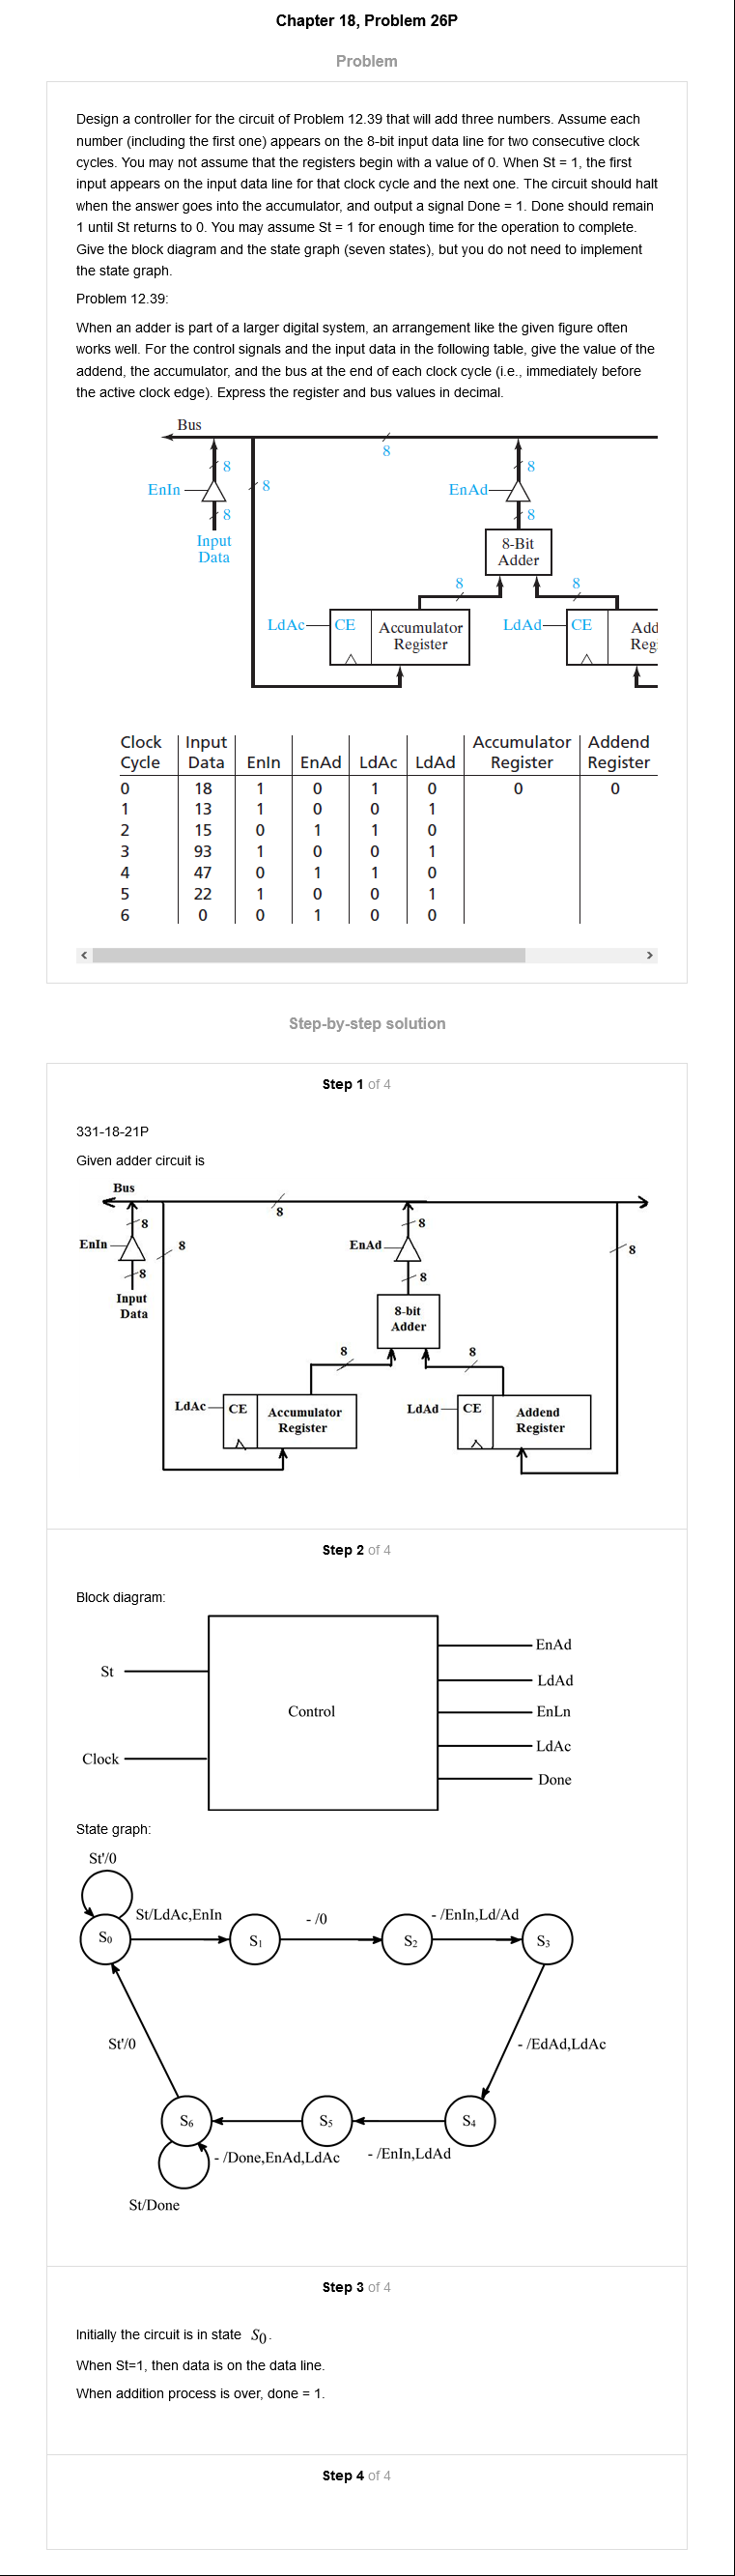 Chapter 18, Problem 26P
Problem
Design a controller for the circuit of Problem 12.39 that will add three numbers. Assume each
number (including the first one) appears on the 8-bit input data line for two consecutive clock
cycles. You may not assume that the registers begin with a value of 0. When St = 1, the first
input appears on the input data line for that clock cycle and the next one. The circuit should halt
when the answer goes into the accumulator, and output a signal Done = 1. Done should remain
1 until St returns to 0. You may assume St = 1 for enough time for the operation to complete.
Give the block diagram and the state graph (seven states), but you do not need to implement
the state graph.
Problem 12.39:
When an adder is part of a larger digital system, an arrangement like the given figure often
works well. For the control signals and the input data in the following table, give the value of the
addend, the accumulator, and the bus at the end of each clock cycle (i.e., immediately before
the active clock edge). Express the register and bus values in decimal.
Bus
8
8 8 8
EnIn EnAd
8 8
Input Data
8-Bit Adder
8 8
LdAc CE Accumulator Register LdAd CE Add Reg
Clock Cycle Input Data EnIn EnAd LdAc LdAd Accumulator Register Addend Register
0 18 1 0 1 0 0 0
1 13 1 0 0 1
2 15 0 1 1 0
3 93 1 0 0 1
4 47 0 1 1 0
5 22 1 0 0 1
6 0 0 1 0 0
Step-by-step solution
Step 1 of 4
331-18-21P
Given adder circuit is
Bus
8
8 8
EnIn 8 EnAd 8
8 8
Input Data
8-bit Adder
8 8
LdAc CE Accumulator Register LdAd CE Addend Register
Step 2 of 4
Block diagram:
EnAd
St
LdAd
Control EnLn
LdAc
Clock
Done
State graph:
St'/0
St/LdAc,EnIn - /0 - /EnIn,Ld/Ad
S0 S1 S2 S3
St'/0 - /EdAd,LdAc
S6 S5 S4
- /Done,EnAd,LdAc - /EnIn,LdAd
St/Done
Step 3 of 4
Initially the circuit is in state S0.
When St=1, then data is on the data line.
When addition process is over, done = 1.
Step 4 of 4